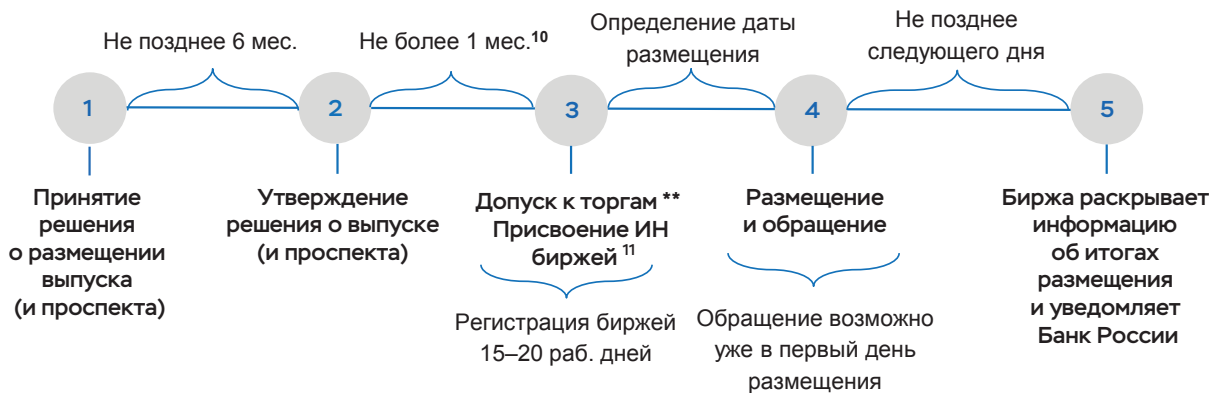 Не позднее 6 мес.
Не более 1 мес.¹⁰
Определение даты
размещения
Не позднее
следующего дня
1
2
3
4
5
Принятие
решения
о размещении
выпуска
(и проспекта)
Утверждение
решения о выпуске
(и проспекта)
Допуск к торгам **
Присвоение ИН
биржей ¹¹
Регистрация биржей
15–20 раб. дней
Размещение
и обращение
Обращение возможно
уже в первый день
размещения
Биржа раскрывает
информацию
об итогах
размещения
и уведомляет
Банк России